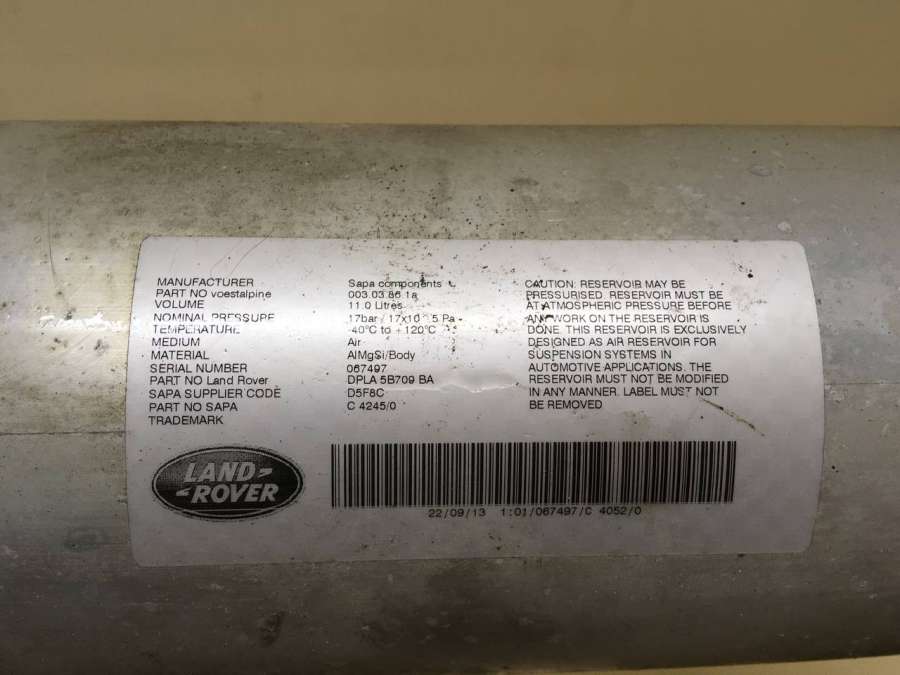 MANUFACTURER Sapa components
PART NO voestalpine 003.03.86.1a
VOLUME 11.0 Litres
NOMINAL PRESSURE 17bar / 17x10^5 Pa
TEMPERATURE -40°C to +120°C
MEDIUM Air
MATERIAL AlMgSi/Body
SERIAL NUMBER 067497
PART NO Land Rover DPLA 5B709 BA
SAPA SUPPLIER CODE D5F8C
PART NO SAPA C 4245/0
TRADEMARK
CAUTION: RESERVOIR MAY BE
PRESSURISED. RESERVOIR MUST BE
AT ATMOSPHERIC PRESSURE BEFORE
ANY WORK ON THE RESERVOIR IS
DONE. THIS RESERVOIR IS EXCLUSIVELY
DESIGNED AS AIR RESERVOIR FOR
SUSPENSION SYSTEMS IN
AUTOMOTIVE APPLICATIONS. THE
RESERVOIR MUST NOT BE MODIFIED
IN ANY MANNER. LABEL MUST NOT
BE REMOVED
LAND-
-ROVER
22/09/13 1:01/067497/C 4052/0